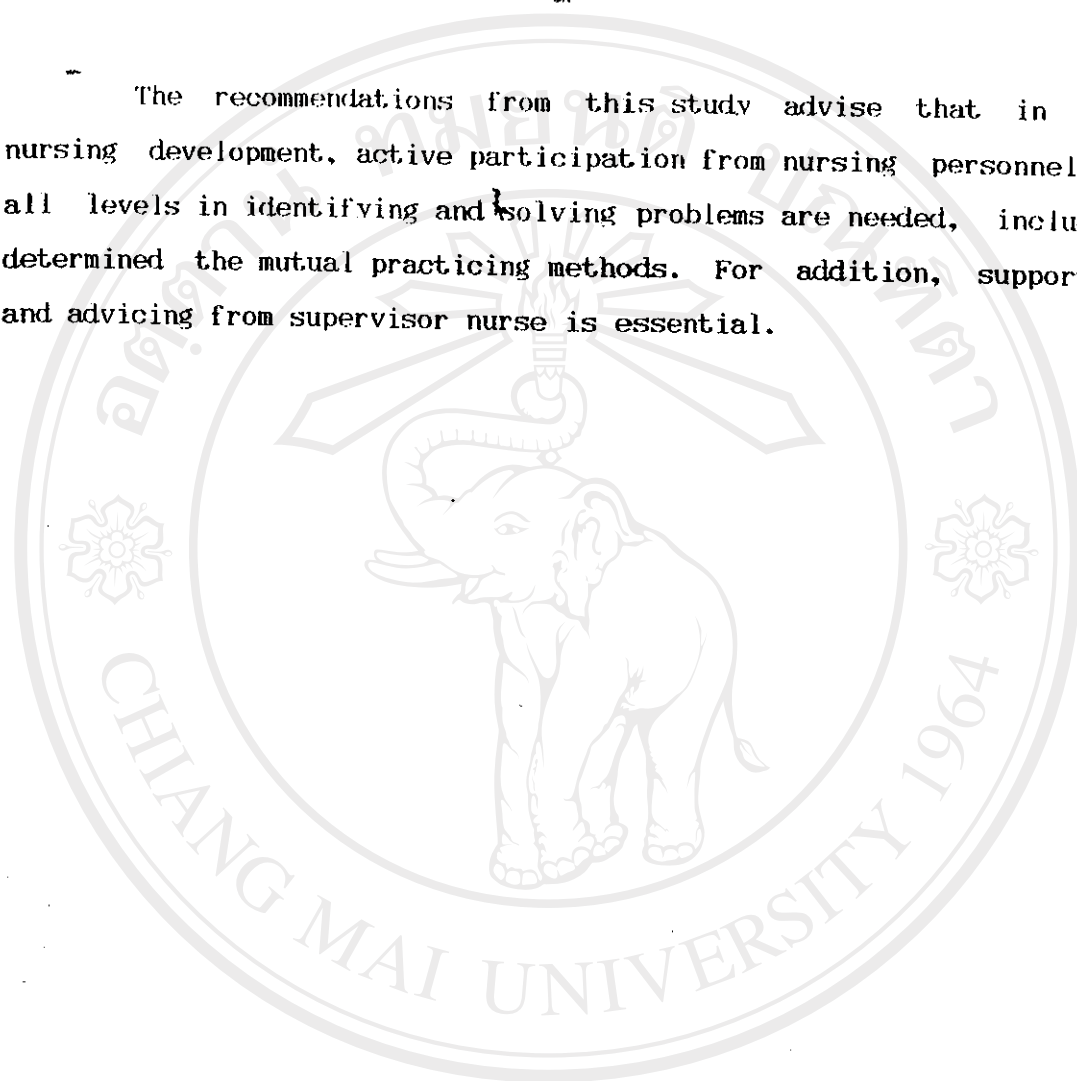 The recommendations from this study advise that in
nursing development, active participation from nursing personnel
all levels in identifying and solving problems are needed, inclu
determined the mutual practicing methods. For addition, suppor
and advicing from supervisor nurse is essential.
CHIANG MAI UNIVERSITY 1964